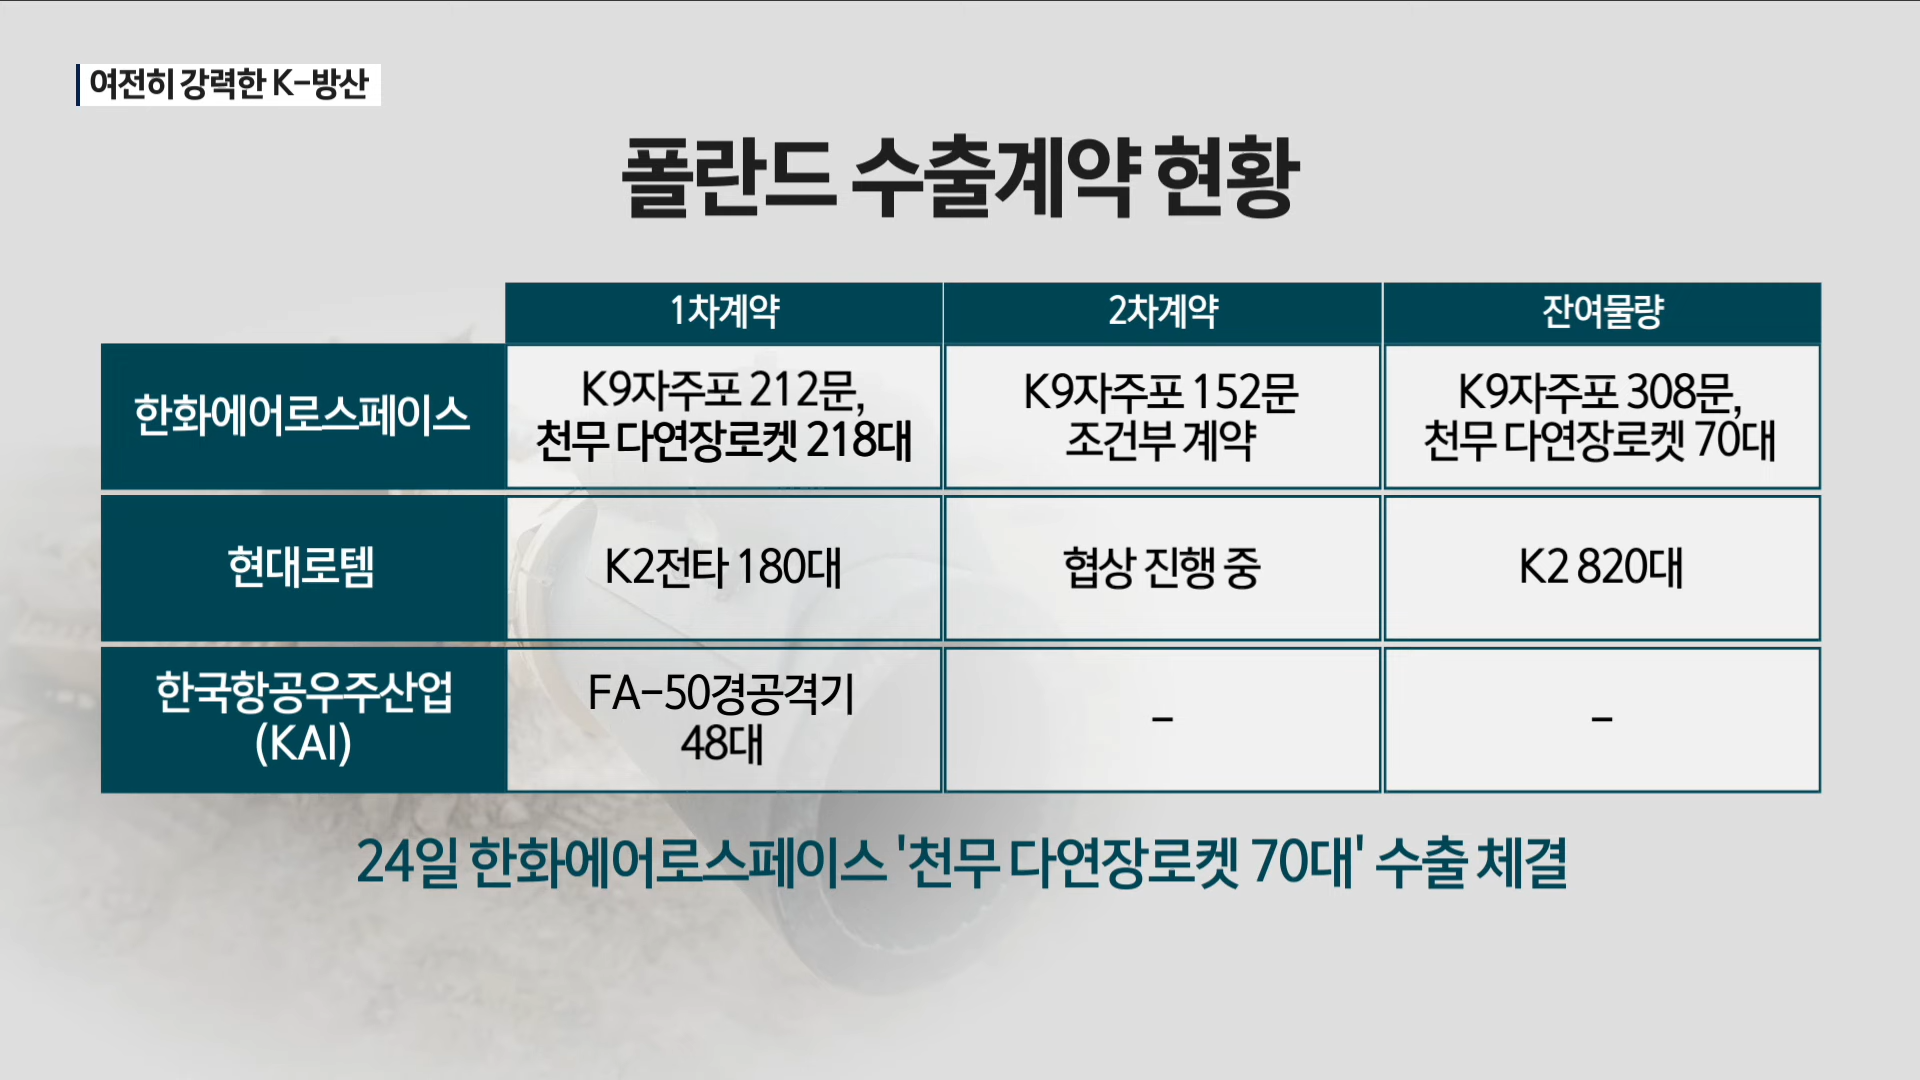 여전히 강력한 K-방산
폴란드 수출계약 현황
1차계약 2차계약 잔여물량
한화에어로스페이스
K9자주포 212문,
천무 다연장로켓 218대
K9자주포 152문
조건부 계약
K9자주포 308문,
천무 다연장로켓 70대
현대로템
K2전타 180대
협상 진행 중
K2 820대
한국항공우주산업
(KAI)
FA-50경공격기
48대
-
-
24일 한화에어로스페이스 '천무 다연장로켓 70대' 수출 체결